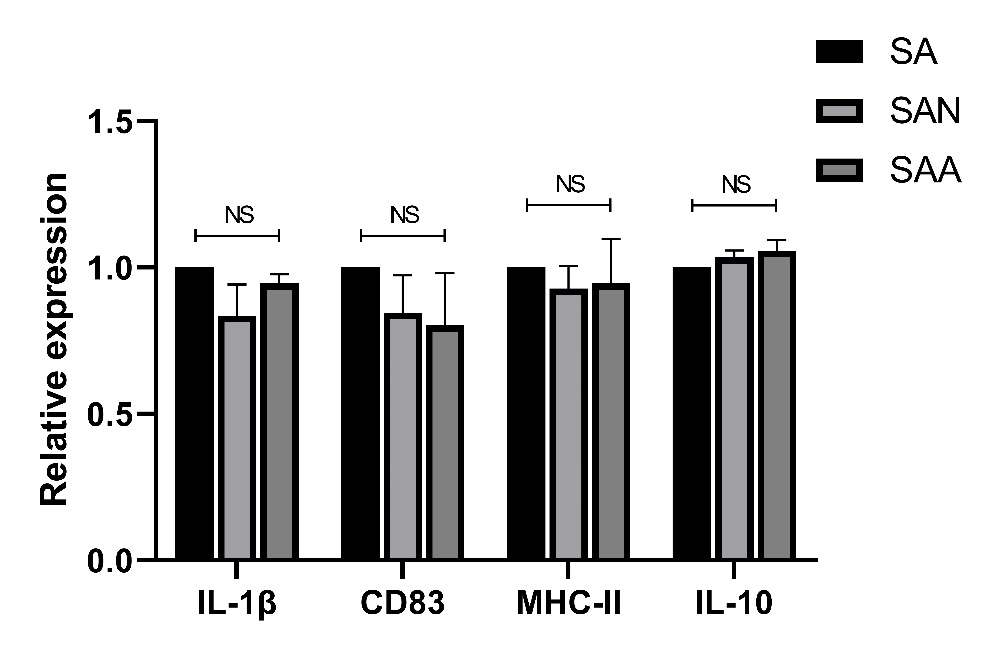 SA
SAN
SAA
Relative expression
1.5
1.0
0.5
0.0
NS
NS
NS
NS
IL-1β
CD83
MHC-II
IL-10